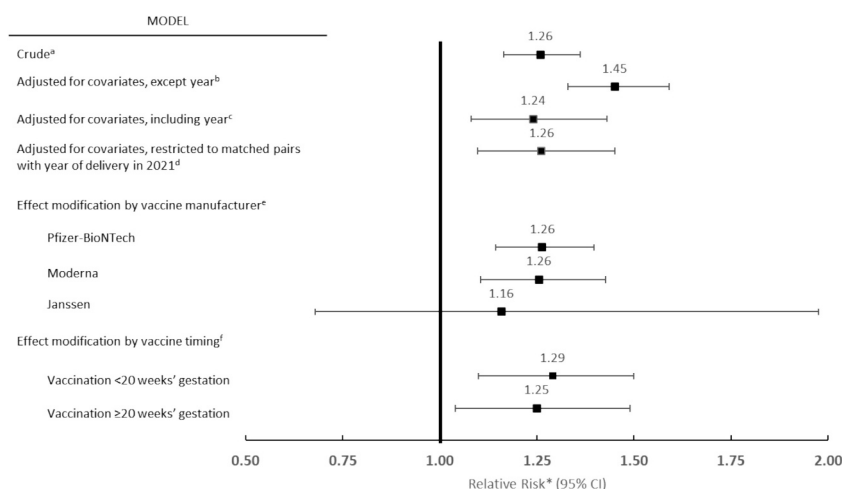 MODEL
Crudeᵃ
1.26
Adjusted for covariates, except yearᵇ
1.45
Adjusted for covariates, including yearᶜ
1.24
Adjusted for covariates, restricted to matched pairs
with year of delivery in 2021ᵈ
1.26
Effect modification by vaccine manufacturerᵉ
Pfizer-BioNTech
1.26
Moderna
1.26
Janssen
1.16
Effect modification by vaccine timingᶠ
Vaccination <20 weeks’ gestation
1.29
Vaccination ≥20 weeks’ gestation
1.25
0.50 0.75 1.00 1.25 1.50 1.75 2.00
Relative Risk* (95% CI)